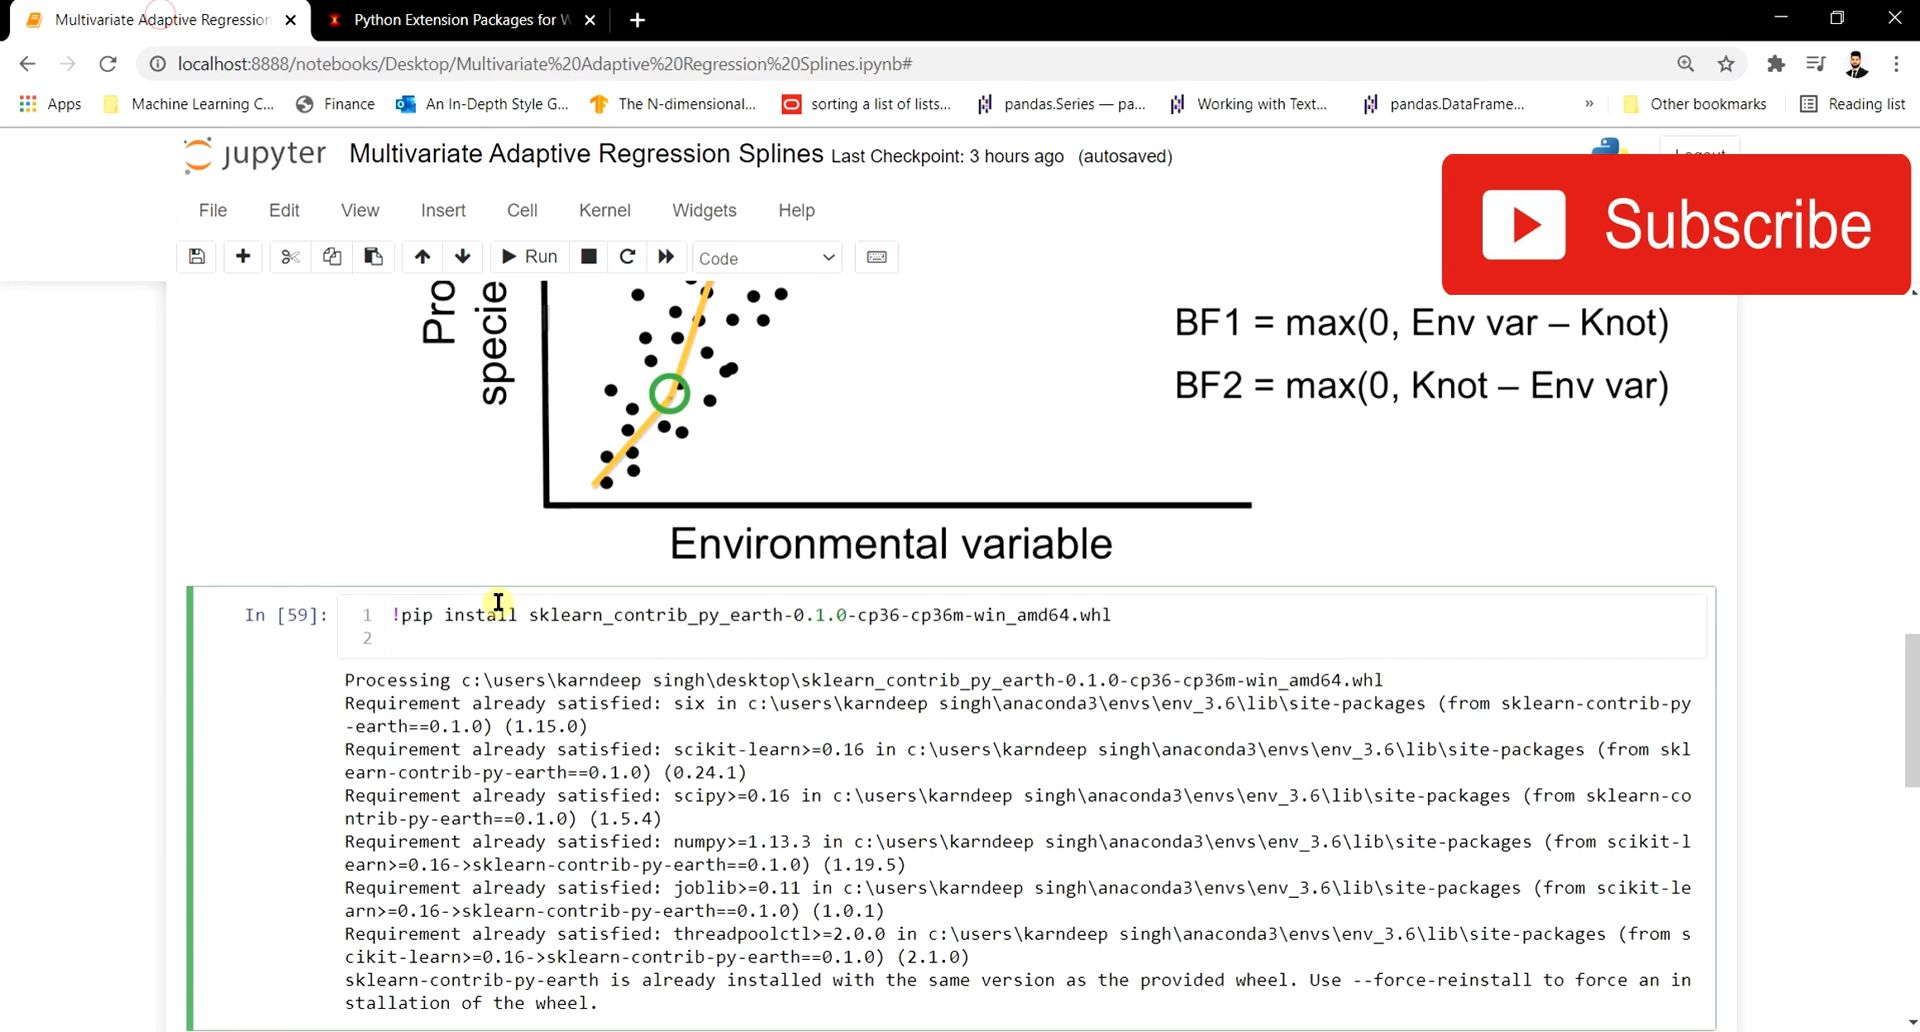 Multivariate Adaptive Regression
Python Extension Packages for W
localhost:8888/notebooks/Desktop/Multivariate%20Adaptive%20Regression%20Splines.ipynb#
Apps Machine Learning C... Finance An In-Depth Style G... The N-dimensional... sorting a list of lists... pandas.Series — pa... Working with Text... pandas.DataFrame... » Other bookmarks Reading list
jupyter Multivariate Adaptive Regression Splines Last Checkpoint: 3 hours ago (autosaved)
Logout
File Edit View Insert Cell Kernel Widgets Help
Subscribe
Run Code
Pro
specie
BF1 = max(0, Env var – Knot)
BF2 = max(0, Knot – Env var)
Environmental variable
In [59]: 1 !pip install sklearn_contrib_py_earth-0.1.0-cp36-cp36m-win_amd64.whl
2
Processing c:\users\karndeep singh\desktop\sklearn_contrib_py_earth-0.1.0-cp36-cp36m-win_amd64.whl
Requirement already satisfied: six in c:\users\karndeep singh\anaconda3\envs\env_3.6\lib\site-packages (from sklearn-contrib-py
-earth==0.1.0) (1.15.0)
Requirement already satisfied: scikit-learn>=0.16 in c:\users\karndeep singh\anaconda3\envs\env_3.6\lib\site-packages (from skl
earn-contrib-py-earth==0.1.0) (0.24.1)
Requirement already satisfied: scipy>=0.16 in c:\users\karndeep singh\anaconda3\envs\env_3.6\lib\site-packages (from sklearn-co
ntrib-py-earth==0.1.0) (1.5.4)
Requirement already satisfied: numpy>=1.13.3 in c:\users\karndeep singh\anaconda3\envs\env_3.6\lib\site-packages (from scikit-l
earn>=0.16->sklearn-contrib-py-earth==0.1.0) (1.19.5)
Requirement already satisfied: joblib>=0.11 in c:\users\karndeep singh\anaconda3\envs\env_3.6\lib\site-packages (from scikit-le
arn>=0.16->sklearn-contrib-py-earth==0.1.0) (1.0.1)
Requirement already satisfied: threadpoolctl>=2.0.0 in c:\users\karndeep singh\anaconda3\envs\env_3.6\lib\site-packages (from s
cikit-learn>=0.16->sklearn-contrib-py-earth==0.1.0) (2.1.0)
sklearn-contrib-py-earth is already installed with the same version as the provided wheel. Use --force-reinstall to force an in
stallation of the wheel.